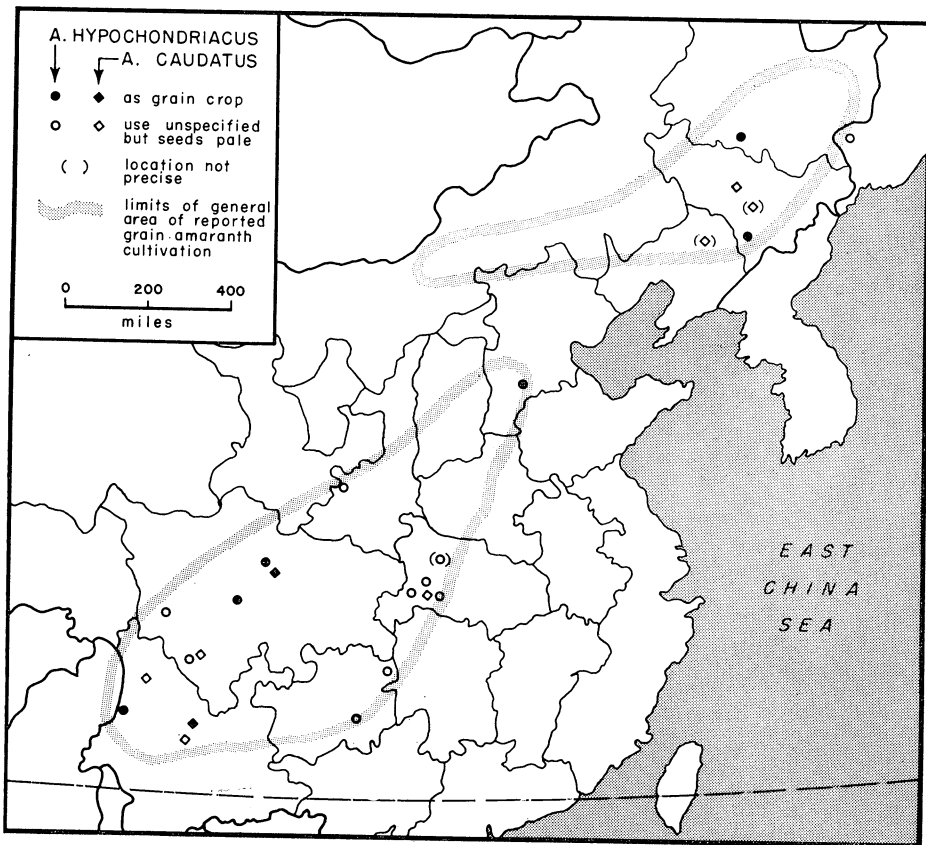 A. HYPOCHONDRIACUS
A. CAUDATUS
as grain crop
use unspecified
but seeds pale
( ) location not
precise
limits of general
area of reported
grain amaranth
cultivation
0 200 400
miles
EAST
CHINA
SEA